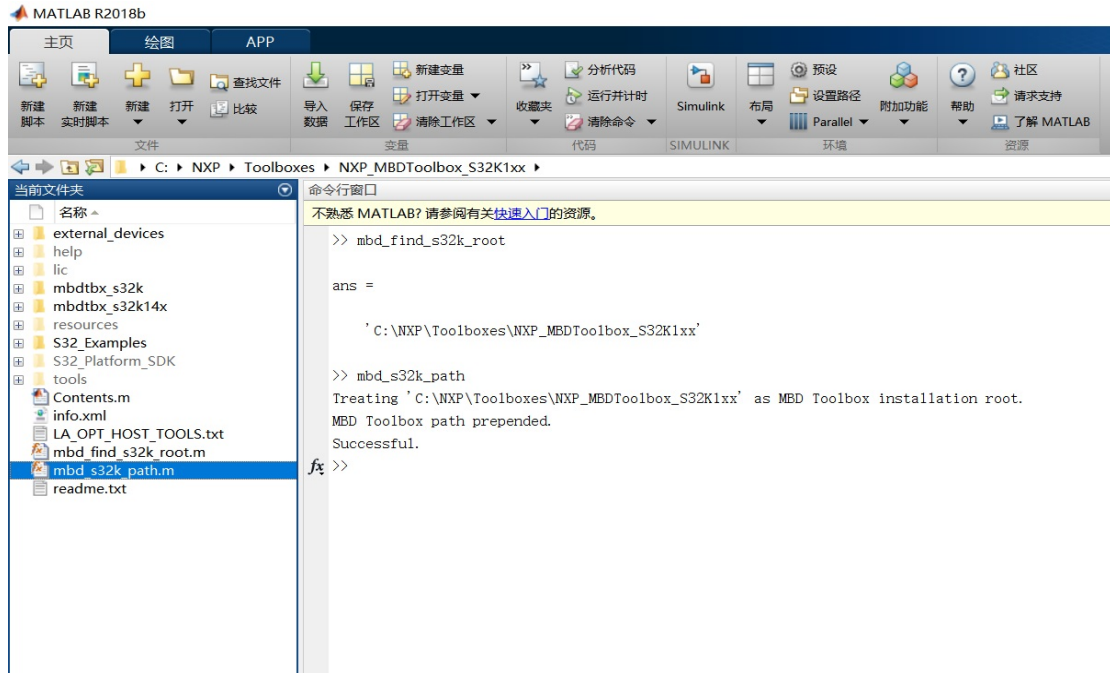 MATLAB R2018b
主页 绘图 APP
新建脚本 新建实时脚本 新建 打开 查找文件 比较
导入数据 保存工作区 新建变量 打开变量 清除工作区
收藏夹 分析代码 运行并计时 清除命令
Simulink
布局 预设 设置路径 Parallel 附加功能
帮助 社区 请求支持 了解 MATLAB
文件 变量 代码 SIMULINK 环境 资源
C: NXP Toolboxes NXP_MBDToolbox_S32K1xx
当前文件夹
名称
external_devices
help
lic
mbdtbx_s32k
mbdtbx_s32k14x
resources
S32_Examples
S32_Platform_SDK
tools
Contents.m
info.xml
LA_OPT_HOST_TOOLS.txt
mbd_find_s32k_root.m
mbd_s32k_path.m
readme.txt
命令行窗口
不熟悉 MATLAB? 请参阅有关快速入门的资源。
>> mbd_find_s32k_root
ans =
'C:\NXP\Toolboxes\NXP_MBDToolbox_S32K1xx'
>> mbd_s32k_path
Treating 'C:\NXP\Toolboxes\NXP_MBDToolbox_S32K1xx' as MBD Toolbox installation root.
MBD Toolbox path prepended.
Successful.
fx >>